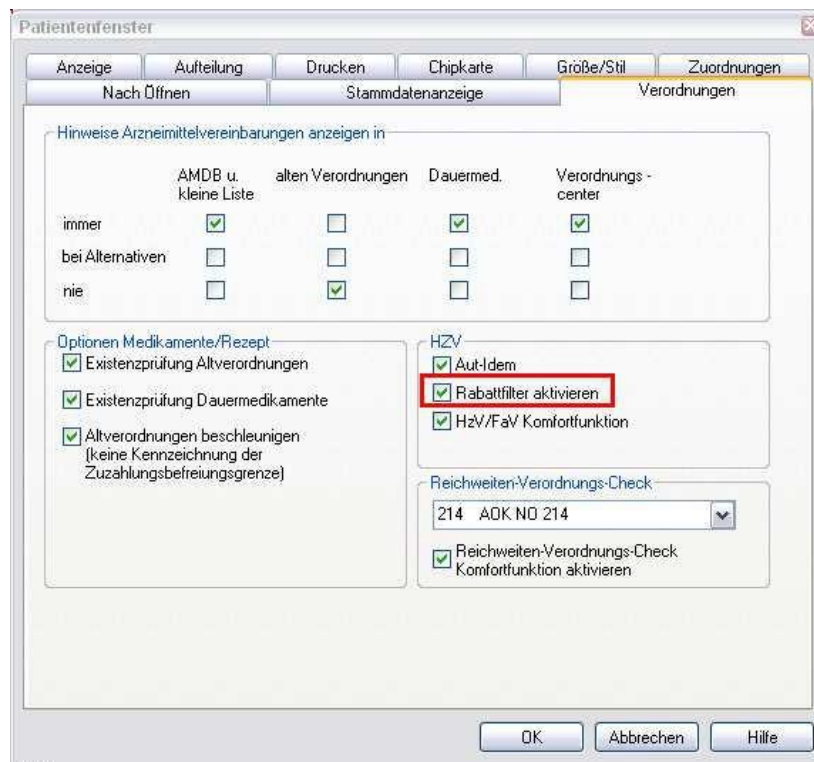 Patientenfenster
Anzeige Aufteilung Drucken Chipkarte Größe/Stil Zuordnungen
Nach Öffnen Stammdatenanzeige Verordnungen
Hinweise Arzneimittelvereinbarungen anzeigen in
AMDB u. kleine Liste
alten Verordnungen
Dauermed.
Verordnungs - center
immer
bei Alternativen
nie
Optionen Medikamente/Rezept
Existenzprüfung Altverordnungen
Existenzprüfung Dauermedikamente
Altverordnungen beschleunigen
(keine Kennzeichnung der
Zuzahlungsbefreiungsgrenze)
HZV
Aut-Idem
Rabattfilter aktivieren
HzV/FaV Komfortfunktion
Reichweiten-Verordnungs-Check
214 AOK NO 214
Reichweiten-Verordnungs-Check
Komfortfunktion aktivieren
OK Abbrechen Hilfe